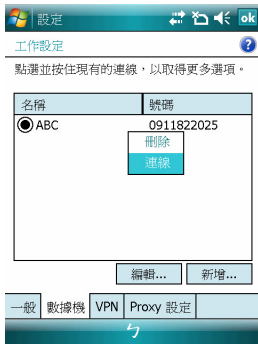 設定 ok
工作設定
點選並按住現有的連線，以取得更多選項。
名稱 號碼
ABC 0911822025
刪除
連線
編輯... 新增...
一般 數據機 VPN Proxy 設定
ㄅ